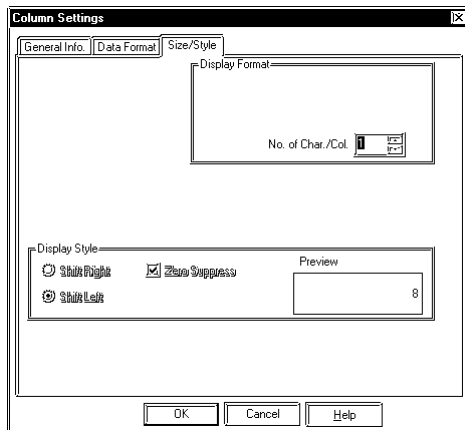 Column Settings
General Info. Data Format Size/Style
Display Format
No. of Char./Col. 1
Display Style
Shift Right Zero Suppress Preview
Shift Left 8
OK Cancel Help